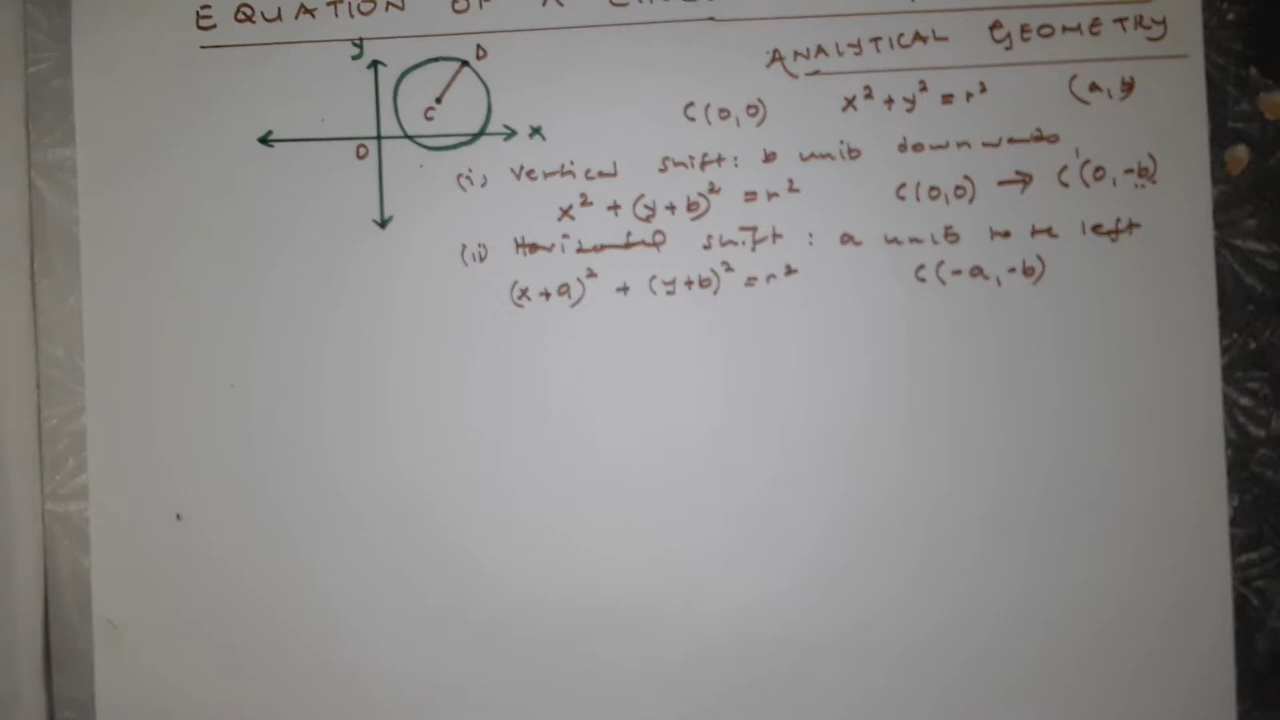 EQUATION OF A
ANALYTICAL GEOMETRY
y
D
C
x
O
C(0,0) x² + y² = r² (a, b
(i) Vertical shift: b units downwards
x² + (y+b)² = r² C(0,0) → C'(0,-b)
(ii) Horizontal shift: a units to the left
(x+a)² + (y+b)² = r² C(-a,-b)